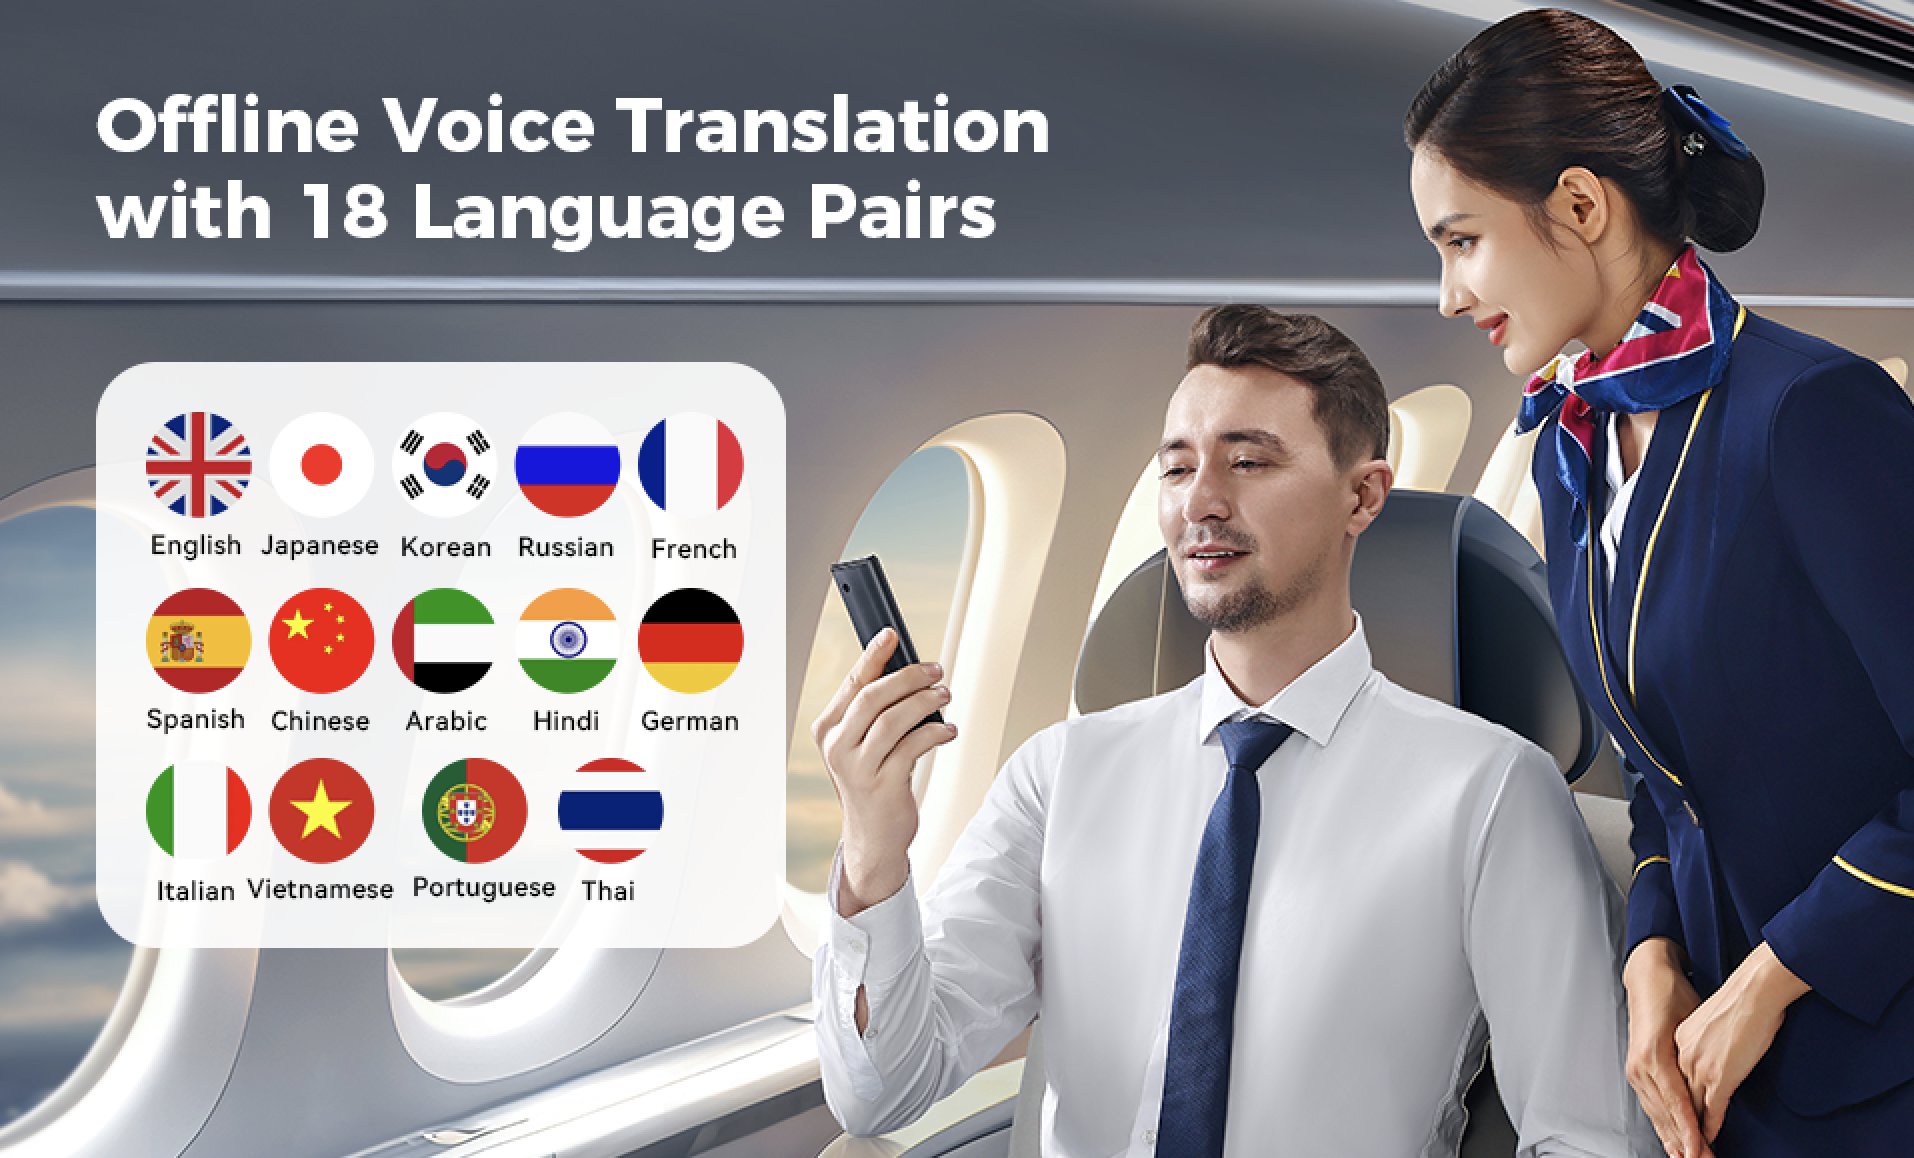 Offline Voice Translation
with 18 Language Pairs
English Japanese Korean Russian French
Spanish Chinese Arabic Hindi German
Italian Vietnamese Portuguese Thai